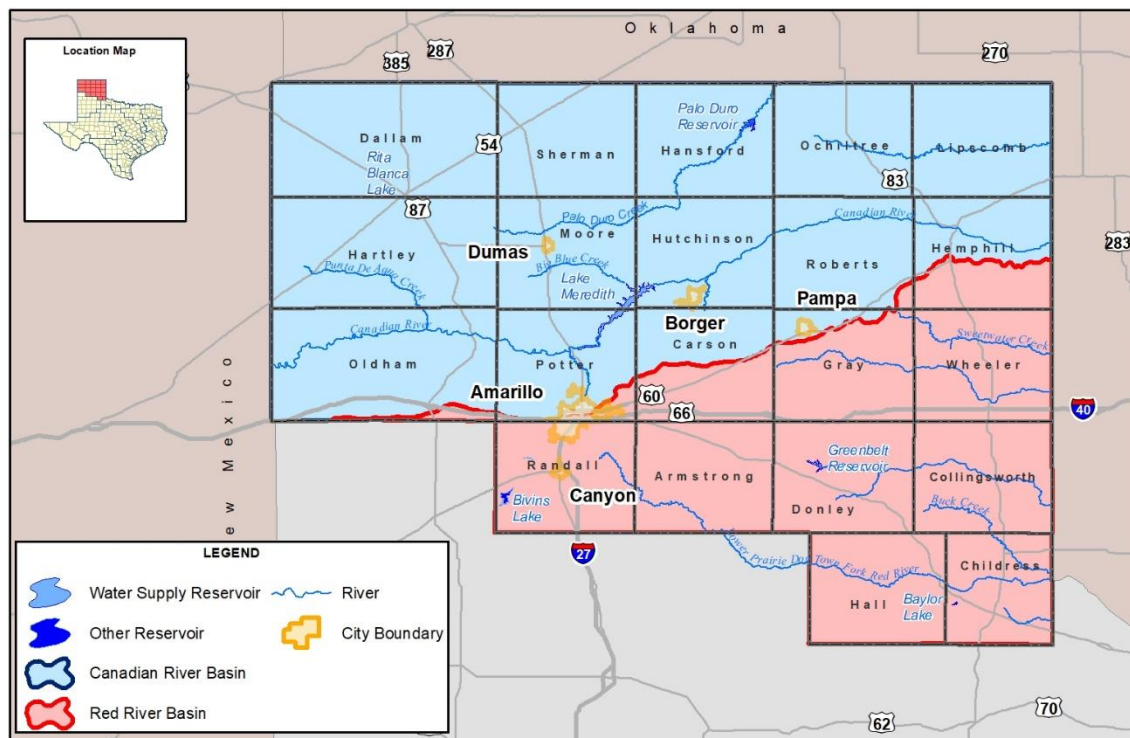 Oklahoma
Location Map
287
385
270
Palo Duro
Reservoir
Dallam
Rita
Blanca
Lake
54
Sherman
Hansford
Ochiltree
Lipscomb
83
87
Palo Duro Creek
Moore
Hutchinson
Canadian River
Hemphill
283
Hartley
Dumas
Punta De Agua Creek
Big Blue Creek
Lake
Meredith
Roberts
Borger
Pampa
Canadian River
Carson
Sweetwater Creek
Oldham
Potter
Gray
Wheeler
Amarillo
60
66
40
ew Mexico
Randall
Armstrong
Greenbelt
Reservoir
Collingsworth
Canyon
Bivins
Lake
Donley
Buck Creek
27
Lower Prairie Dog Town Fork Red River
Childress
Hall
Baylor
Lake
LEGEND
Water Supply Reservoir
River
Other Reservoir
City Boundary
Canadian River Basin
Red River Basin
62
70